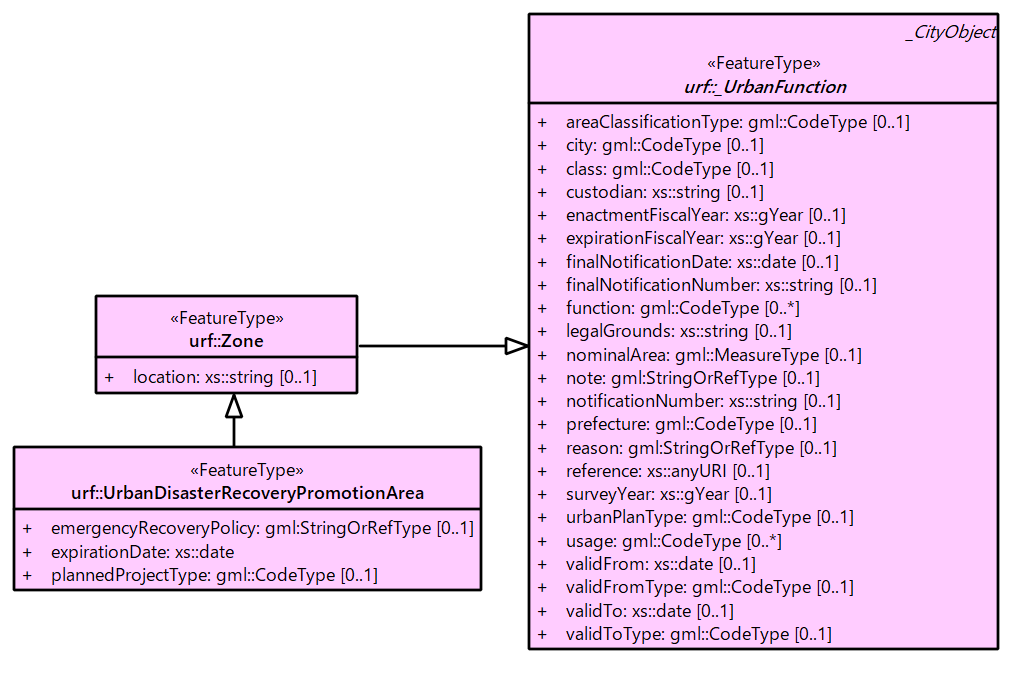 _CityObject
«FeatureType»
urf::_UrbanFunction
+ areaClassificationType: gml::CodeType [0..1]
+ city: gml::CodeType [0..1]
+ class: gml::CodeType [0..1]
+ custodian: xs::string [0..1]
+ enactmentFiscalYear: xs::gYear [0..1]
+ expirationFiscalYear: xs::gYear [0..1]
+ finalNotificationDate: xs::date [0..1]
+ finalNotificationNumber: xs::string [0..1]
+ function: gml::CodeType [0..*]
+ legalGrounds: xs::string [0..1]
+ nominalArea: gml::MeasureType [0..1]
+ note: gml:StringOrRefType [0..1]
+ notificationNumber: xs::string [0..1]
+ prefecture: gml::CodeType [0..1]
+ reason: gml:StringOrRefType [0..1]
+ reference: xs::anyURI [0..1]
+ surveyYear: xs::gYear [0..1]
+ urbanPlanType: gml::CodeType [0..1]
+ usage: gml::CodeType [0..*]
+ validFrom: xs::date [0..1]
+ validFromType: gml::CodeType [0..1]
+ validTo: xs::date [0..1]
+ validToType: gml::CodeType [0..1]
«FeatureType»
urf::Zone
+ location: xs::string [0..1]
«FeatureType»
urf::UrbanDisasterRecoveryPromotionArea
+ emergencyRecoveryPolicy: gml:StringOrRefType [0..1]
+ expirationDate: xs::date
+ plannedProjectType: gml::CodeType [0..1]